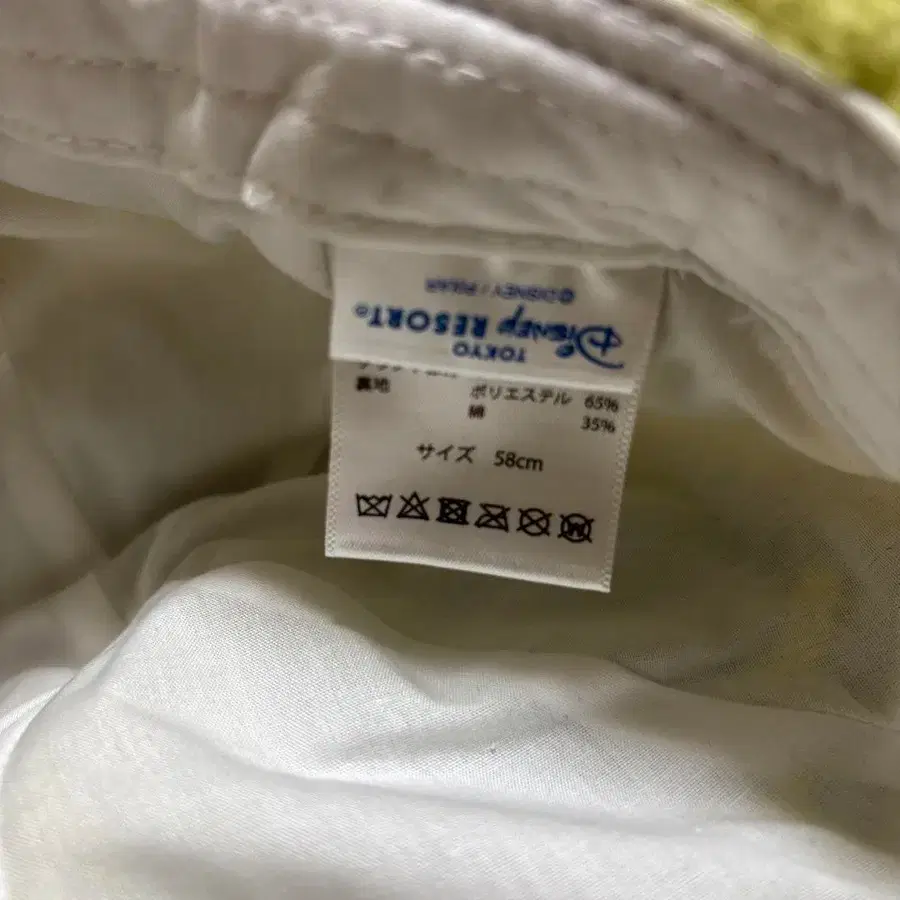 TOKYO
Disney RESORT®
©DISNEY / PIXAR
裏地 ポリエステル 65%
綿 35%
サイズ 58cm
W